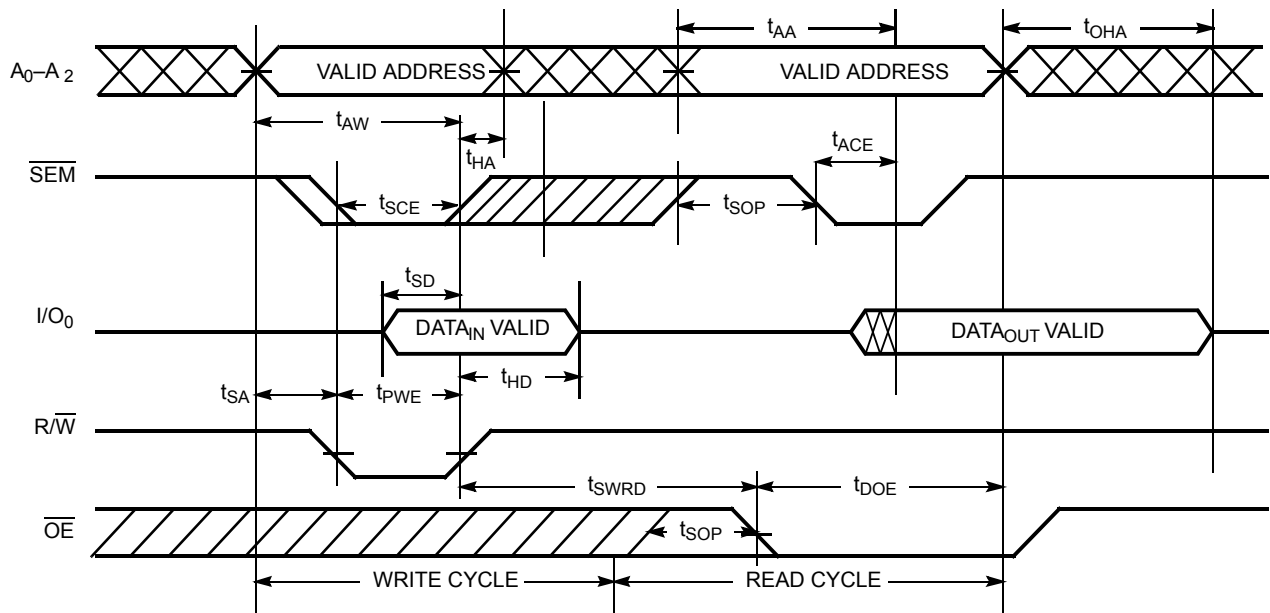 tAA
tOHA
A0–A 2
VALID ADDRESS
VALID ADDRESS
tAW
tHA
tACE
SEM
tSCE
tSOP
tSD
I/O0
DATAIN VALID
DATAOUT VALID
tHD
tSA
tPWE
R/W
tSWRD
tDOE
OE
tSOP
WRITE CYCLE
READ CYCLE